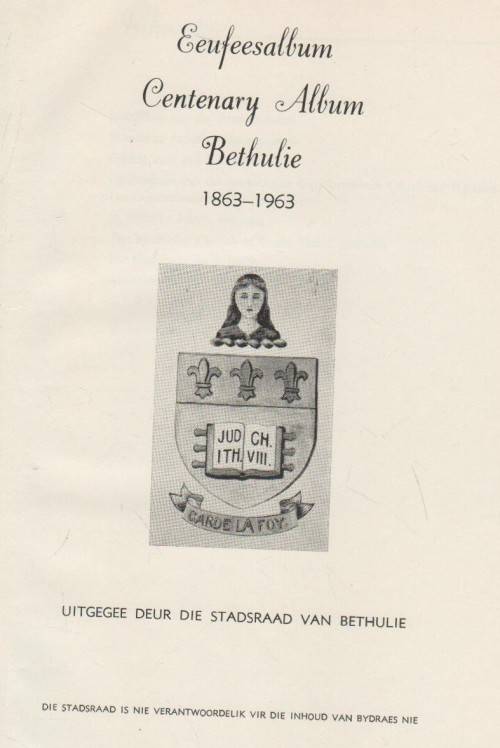 Eeufeesalbum
Centenary Album
Bethulie
1863–1963
JUD CH.
ITH. VIII.
GARDE LA FOY.
UITGEGEE DEUR DIE STADSRAAD VAN BETHULIE
DIE STADSRAAD IS NIE VERANTWOORDELIK VIR DIE INHOUD VAN BYDRAES NIE